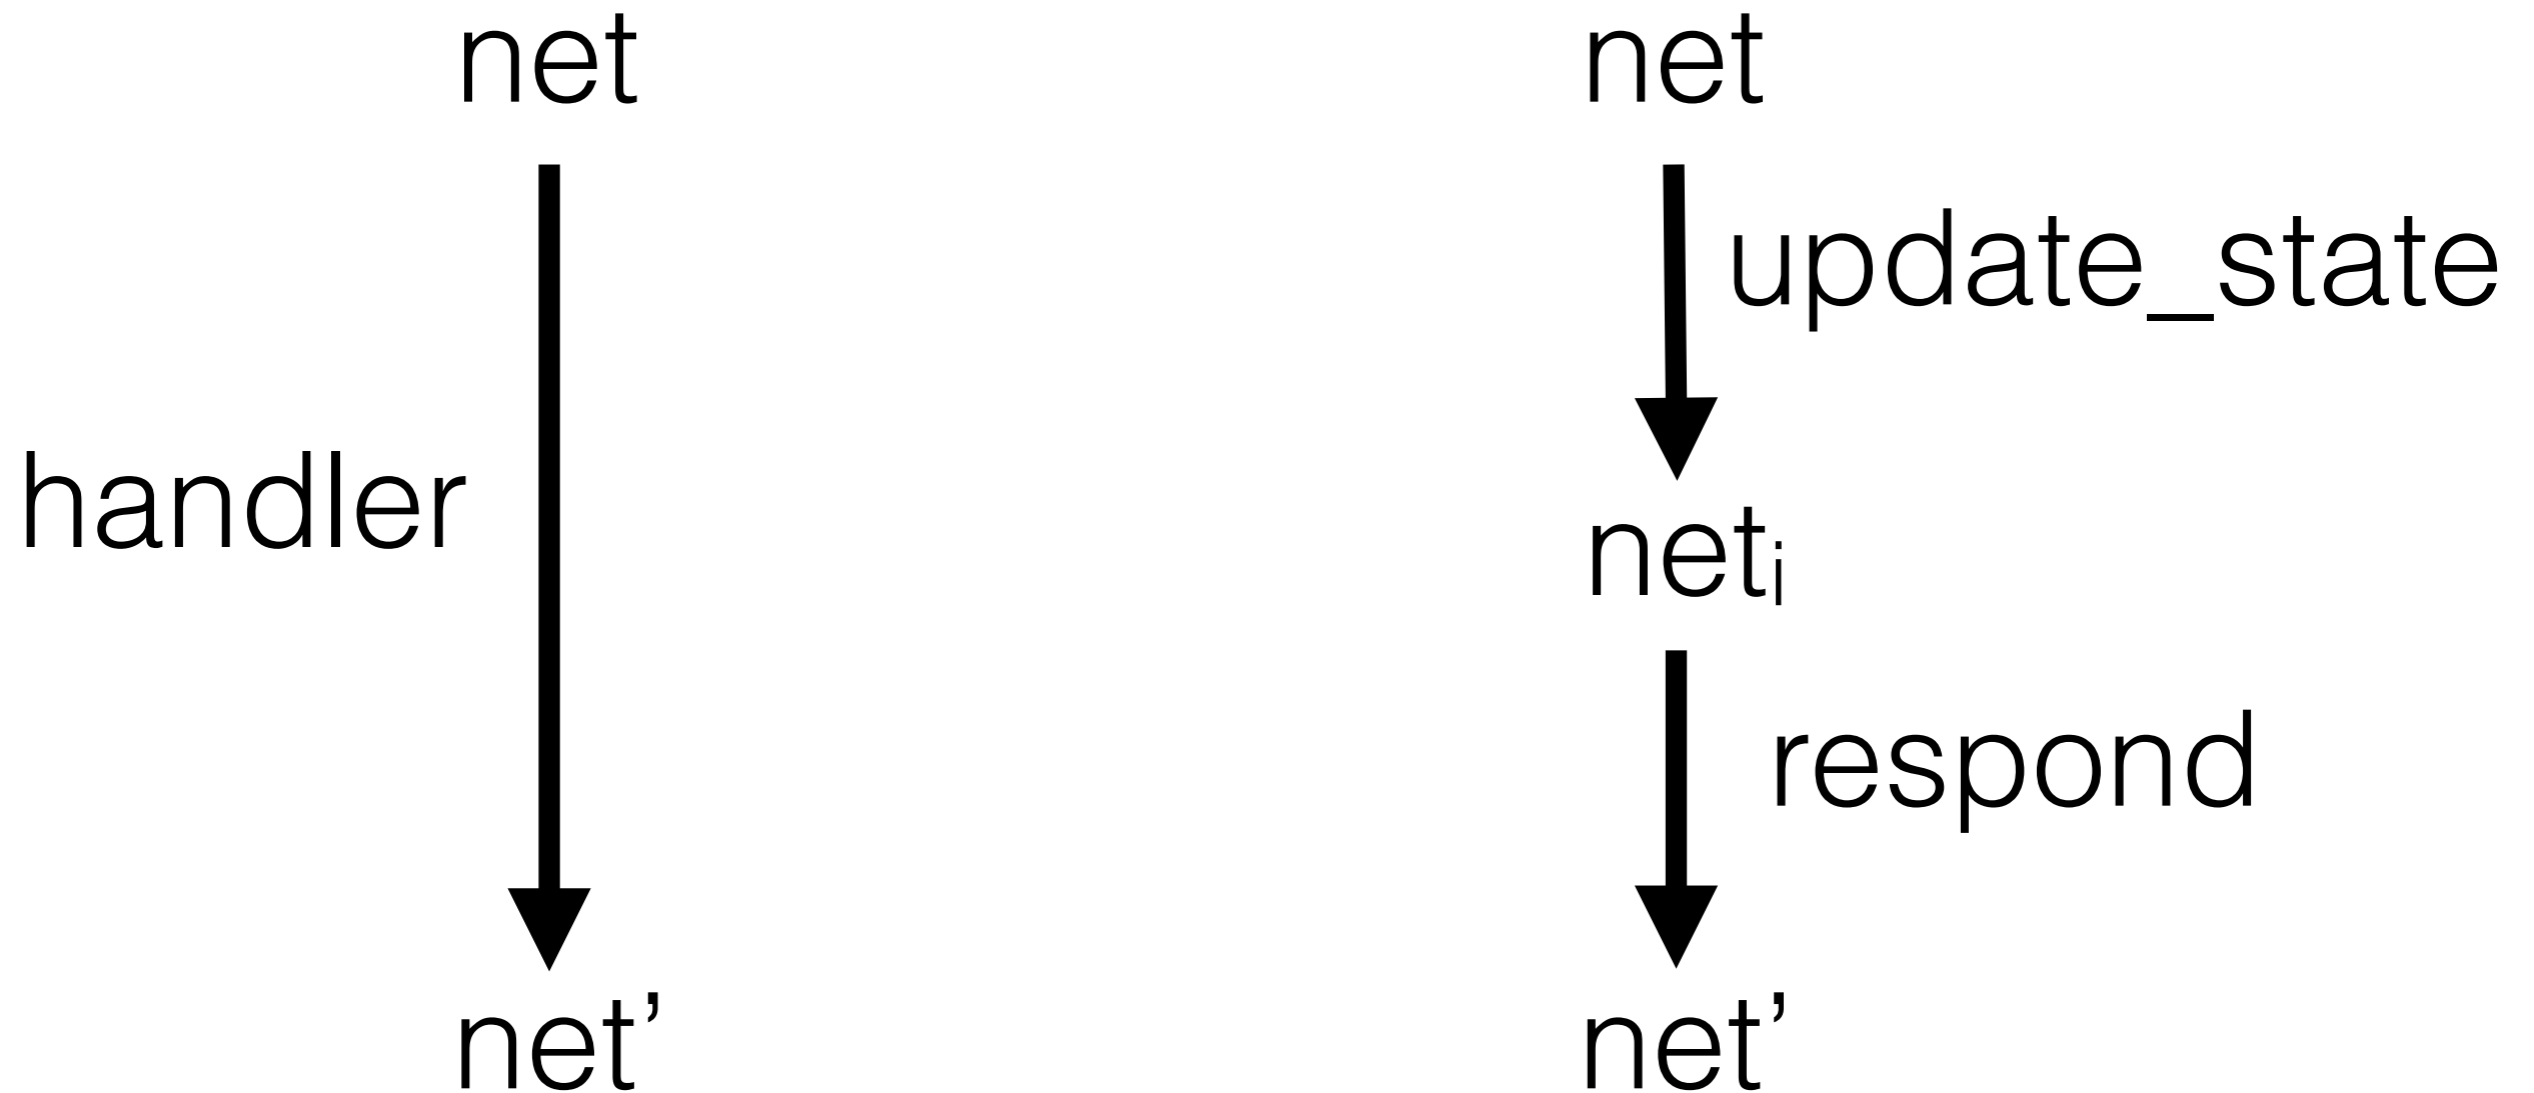 net
handler
net’
net
update_state
netᵢ
respond
net’